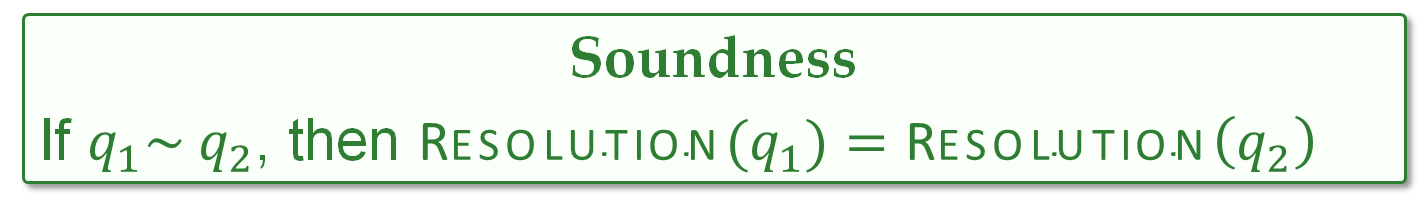 Soundness
If q₁ ~ q₂, then RESOLUTION(q₁) = RESOLUTION(q₂)